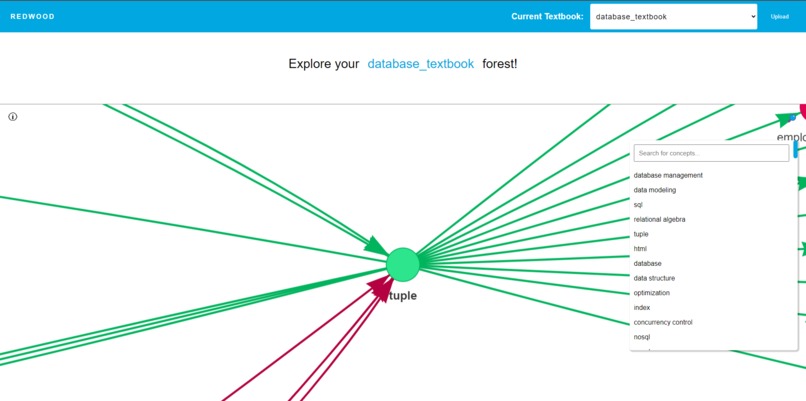 REDWOOD
Current Textbook: database_textbook
Upload
Explore your database_textbook forest!
Search for concepts...
database management
data modeling
sql
relational algebra
tuple
html
database
data structure
optimization
index
concurrency control
nosql
tuple